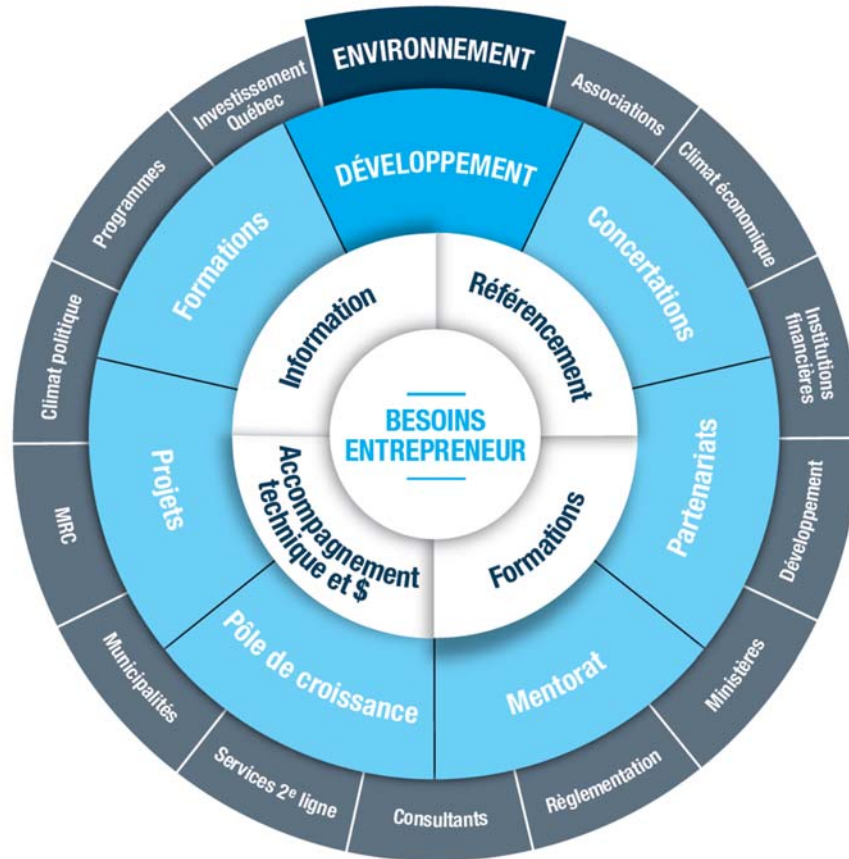 ENVIRONNEMENT
Associations
Climat économique
Institutions
financières
Développement
Ministères
Règlementation
Consultants
Services 2e ligne
Municipalités
MRC
Climat politique
Programmes
Investissement
Québec
DÉVELOPPEMENT
Concertations
Partenariats
Mentorat
Pôle de croissance
Projets
Formations
Information
Référencement
Formations
Accompagnement
technique et $
BESOINS
ENTREPRENEUR